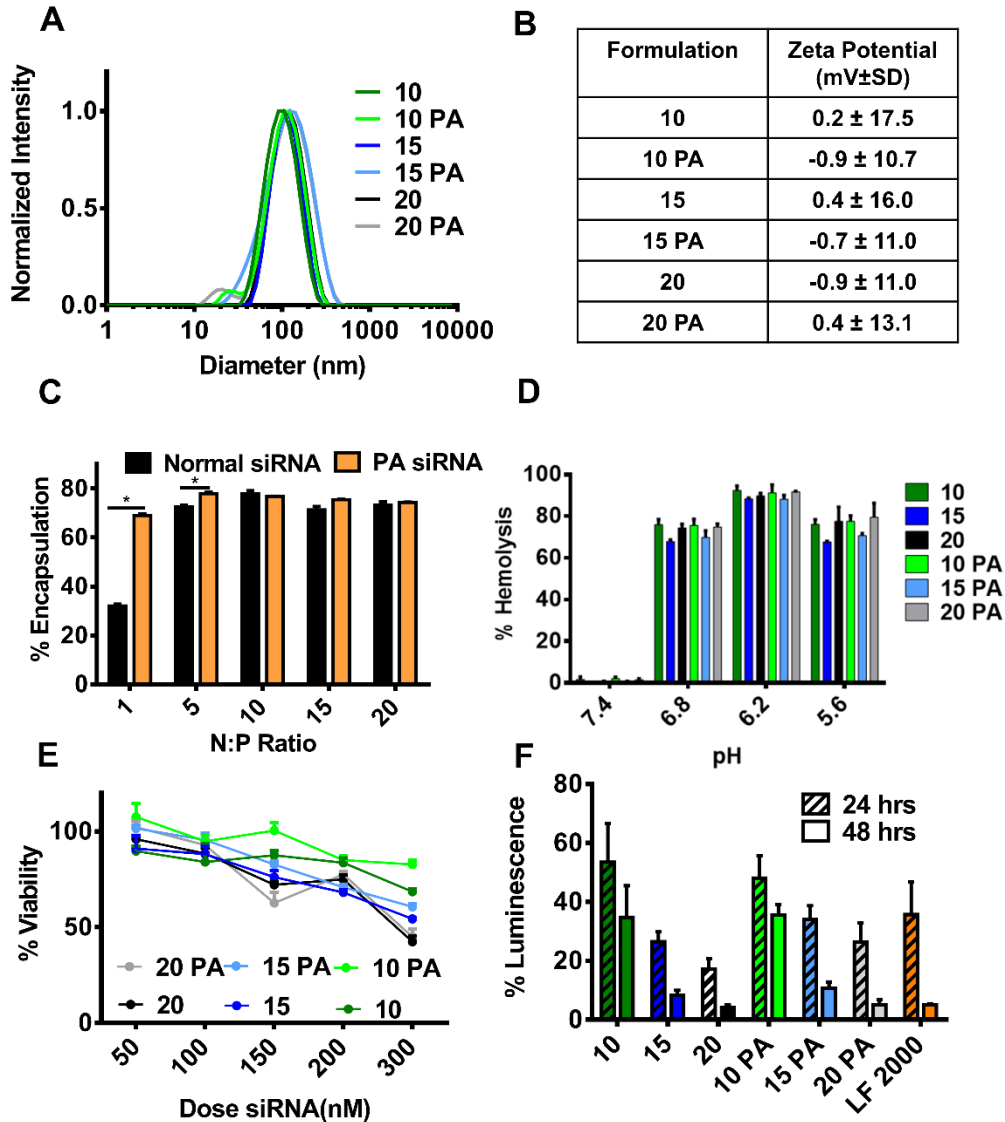 A
Normalized Intensity
1.0
0.5
0.0
1 10 100 1000 10000
Diameter (nm)
10
10 PA
15
15 PA
20
20 PA
B
Formulation Zeta Potential
(mV±SD)
10 0.2 ± 17.5
10 PA -0.9 ± 10.7
15 0.4 ± 16.0
15 PA -0.7 ± 11.0
20 -0.9 ± 11.0
20 PA 0.4 ± 13.1
C
Normal siRNA PA siRNA
% Encapsulation
80
60
40
20
0
* *
1 5 10 15 20
N:P Ratio
D
% Hemolysis
100
80
60
40
20
0
7.4 6.8 6.2 5.6
pH
10
15
20
10 PA
15 PA
20 PA
E
% Viability
100
50
0
20 PA 15 PA 10 PA
20 15 10
50 100 150 200 300
Dose siRNA(nM)
F
% Luminescence
80
60
40
20
0
24 hrs
48 hrs
10 15 20 10 PA 15 PA 20 PA LF 2000